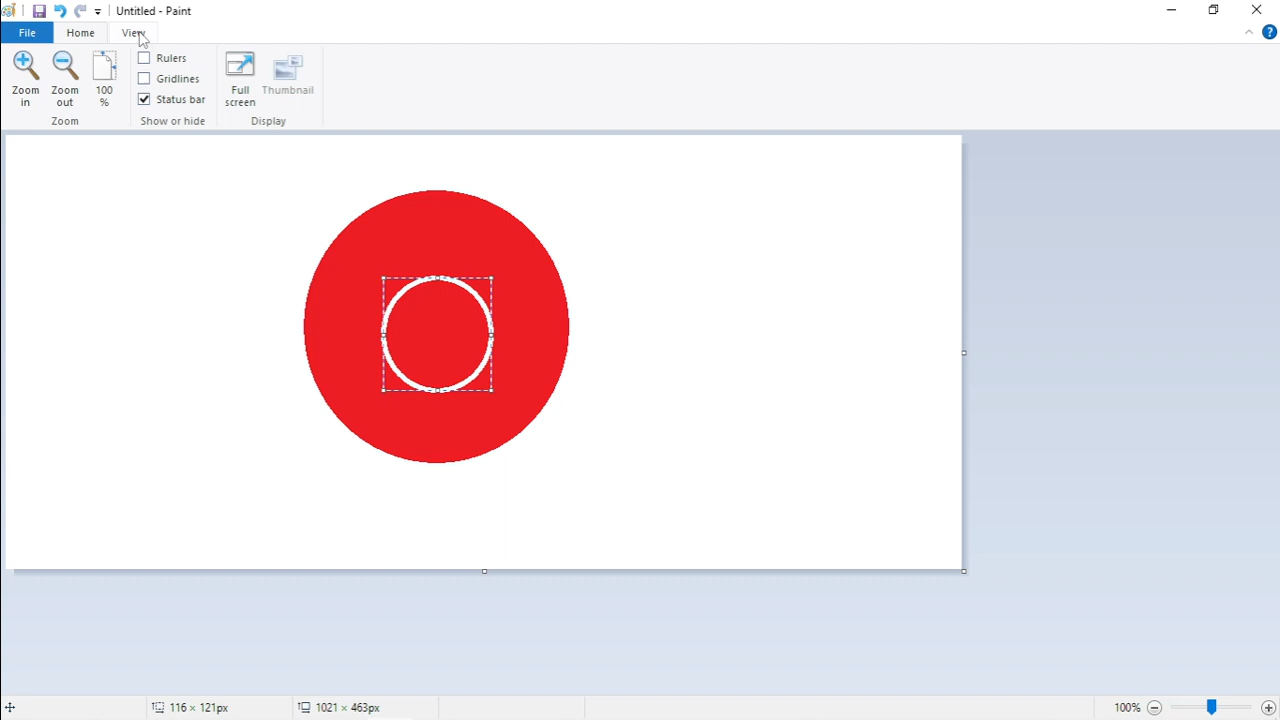 Untitled - Paint
File Home View
Rulers
Gridlines
Status bar
Zoom in
Zoom out
100 %
Full screen
Thumbnail
Zoom
Show or hide
Display
116 × 121px
1021 × 463px
100%